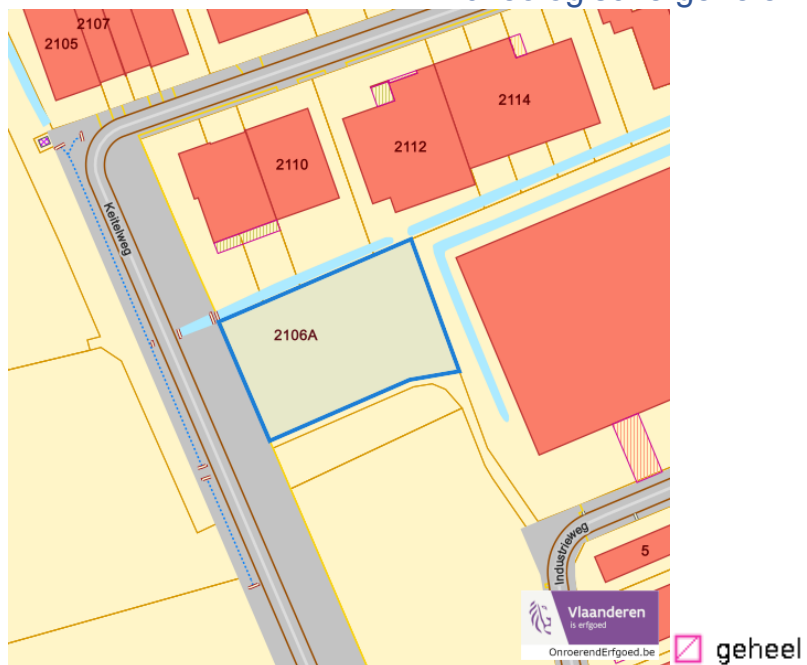 2107
2105
2114
2112
2110
Keitelweg
2106A
Industrieweg
5
Vlaanderen
is erfgoed
OnroerendErfgoed.be
geheel